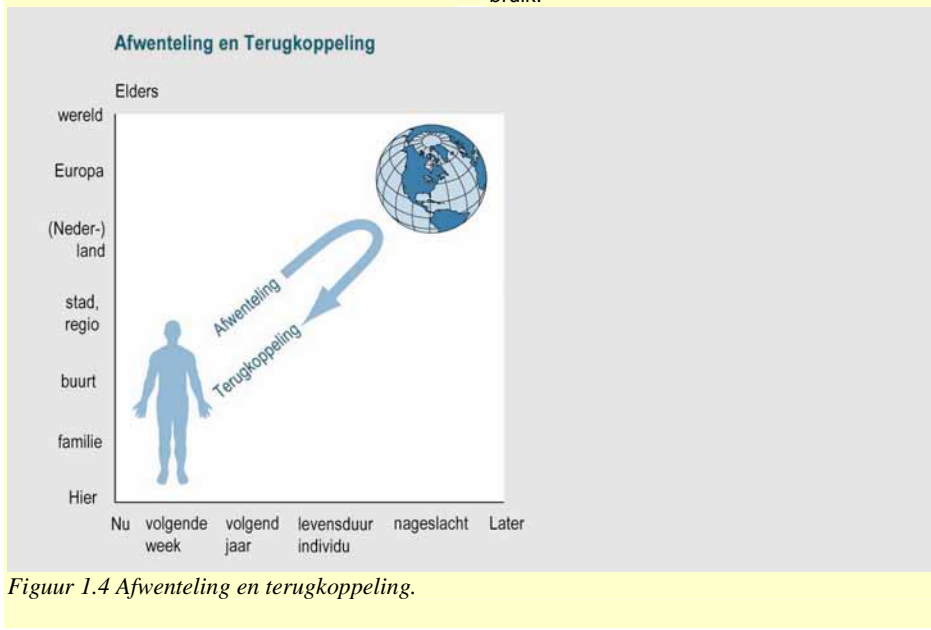 bruik.
Afwenteling en Terugkoppeling
Elders
wereld
Europa
(Neder-)
land
stad,
regio
buurt
familie
Hier
Afwenteling
Terugkoppeling
Nu volgende week volgend jaar levensduur individu nageslacht Later
Figuur 1.4 Afwenteling en terugkoppeling.